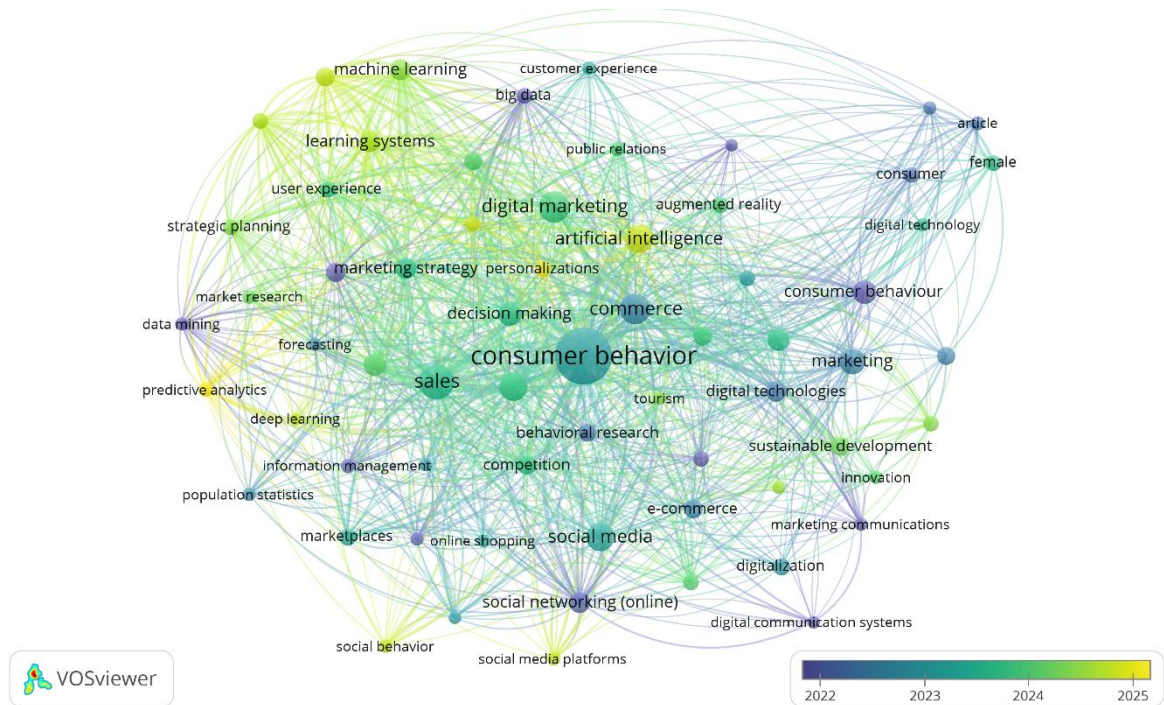 customer experience
machine learning
big data
article
learning systems
public relations
female
consumer
user experience
digital marketing
augmented reality
strategic planning
digital technology
artificial intelligence
marketing strategy
personalizations
consumer behaviour
market research
commerce
decision making
data mining
forecasting
consumer behavior
marketing
sales
predictive analytics
digital technologies
tourism
deep learning
behavioral research
sustainable development
information management
competition
innovation
population statistics
e-commerce
marketing communications
marketplaces
online shopping
social media
digitalization
social networking (online)
digital communication systems
social behavior
social media platforms
VOSviewer
2022
2023
2024
2025